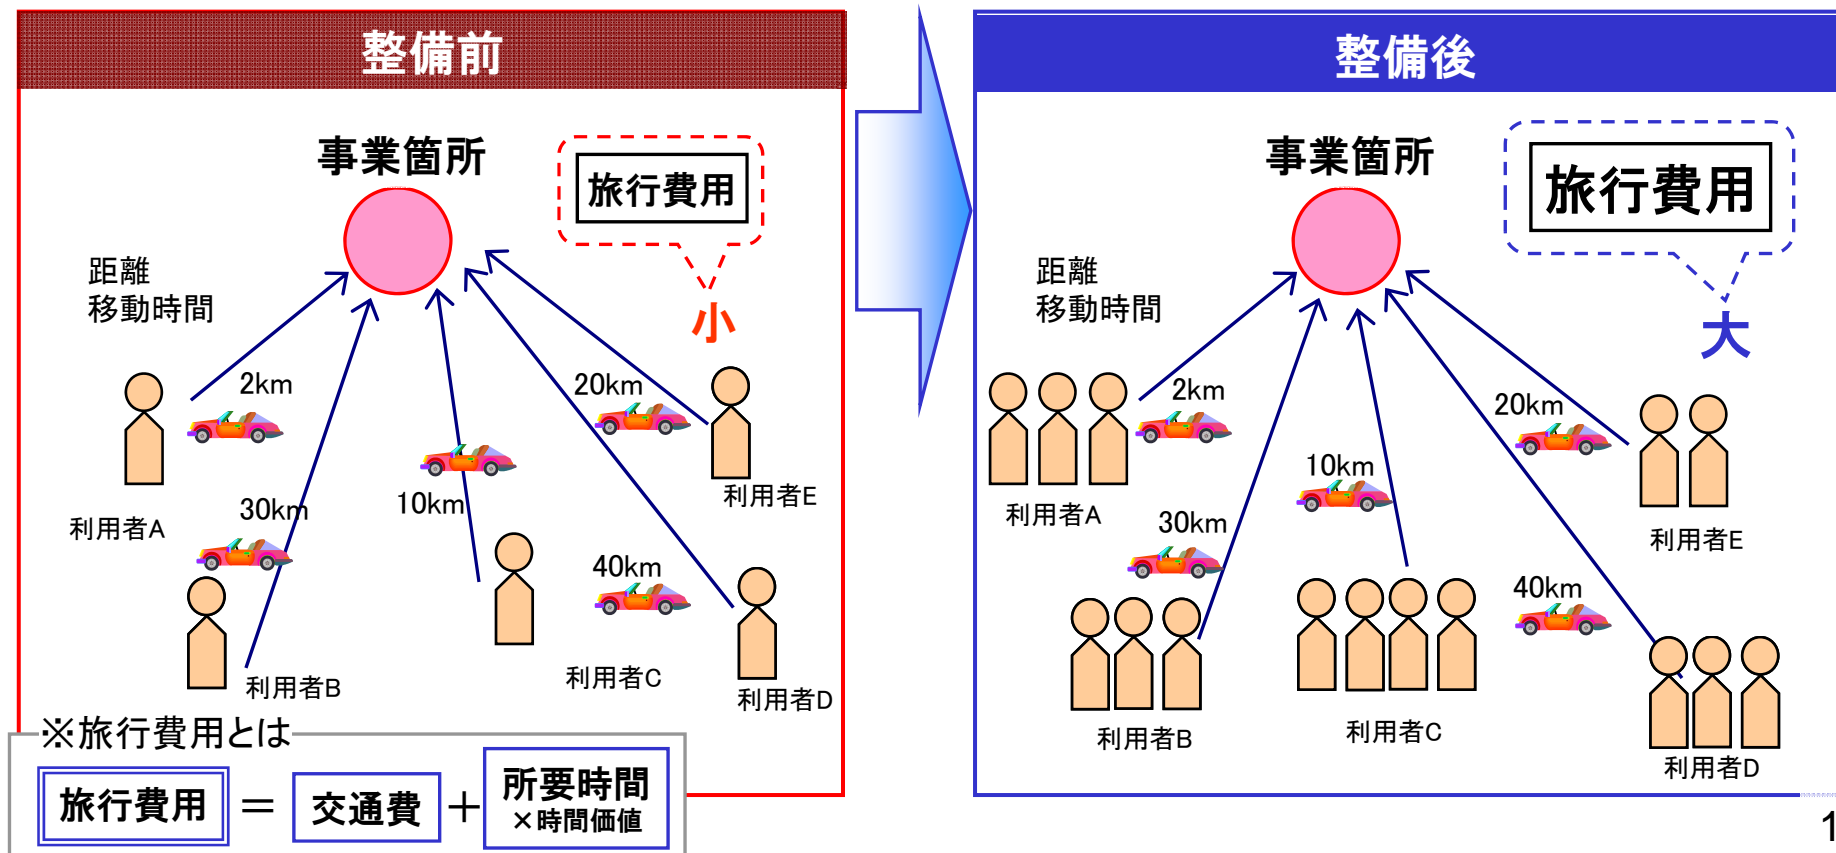 整備前
事業箇所
旅行費用
小
距離
移動時間
2km
20km
利用者E
利用者A
30km
10km
40km
利用者B
利用者C
利用者D
※旅行費用とは
旅行費用 = 交通費 + 所要時間
×時間価値
整備後
事業箇所
旅行費用
大
距離
移動時間
2km
20km
10km
利用者A
30km
利用者E
40km
利用者B
利用者C
利用者D
1